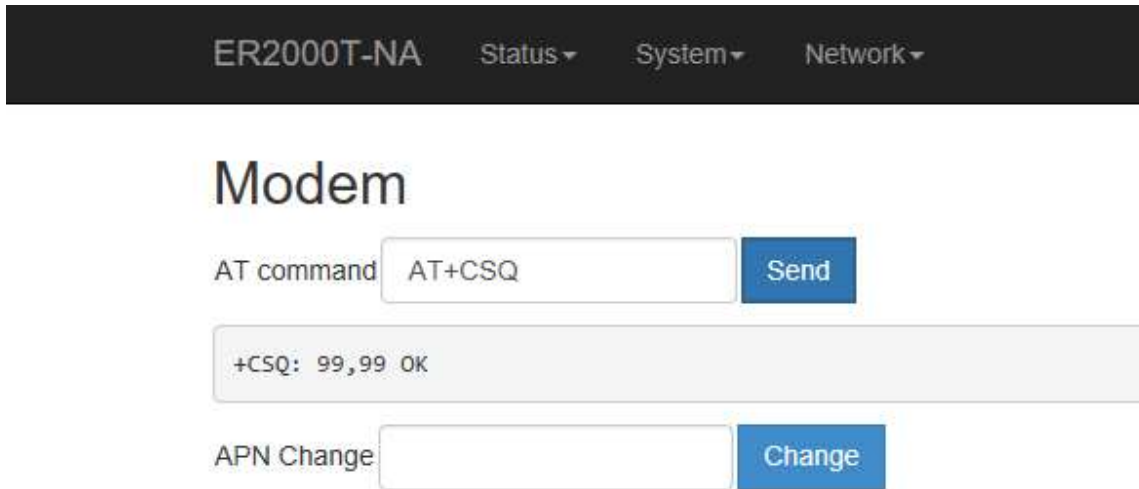 ER2000T-NA Status System Network
Modem
AT command AT+CSQ Send
+CSQ: 99,99 OK
APN Change Change